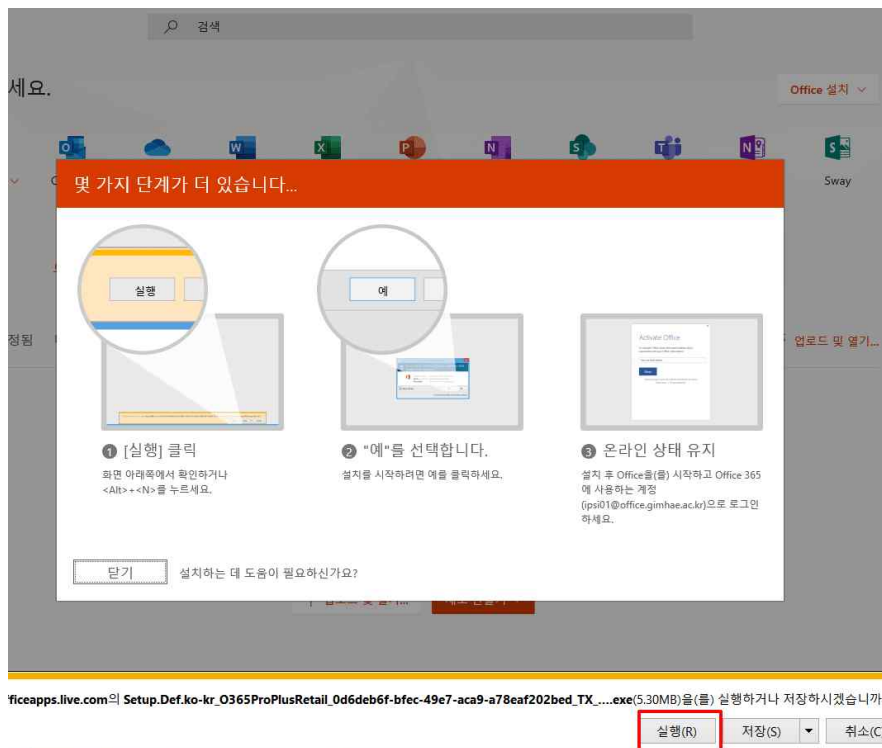 검색
세요.
Office 설치
Sway
몇 가지 단계가 더 있습니다...
실행
예
Activate Office
❶ [실행] 클릭
화면 아래쪽에서 확인하거나
<Alt>+<N>를 누르세요.
❷ "예"를 선택합니다.
설치를 시작하려면 예를 클릭하세요.
❸ 온라인 상태 유지
설치 후 Office을(를) 시작하고 Office 365
에 사용하는 계정
(ipsi01@office.gimhae.ac.kr)으로 로그인
하세요.
정됨
업로드 및 열기...
닫기
설치하는 데 도움이 필요하신가요?
ficeapps.live.com의 Setup.Def.ko-kr_O365ProPlusRetail_0d6deb6f-bfec-49e7-aca9-a78eaf202bed_TX_....exe(5.30MB)을(를) 실행하거나 저장하시겠습니까
실행(R)
저장(S)
취소(C